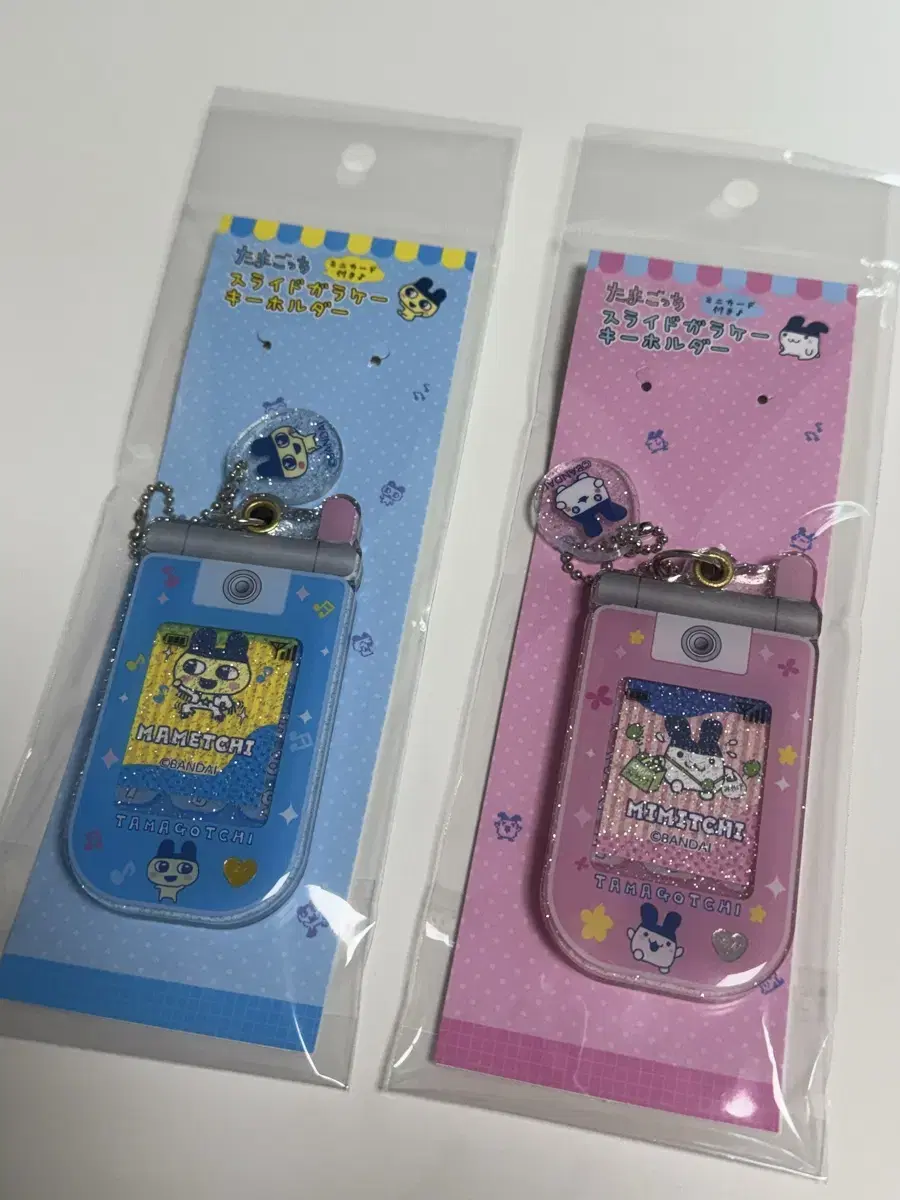 たまごっち
ミニカード
付き♪
スライドガラケー
キーホルダー
MAMETCHI
©BANDAI
TAMAGOTCHI
たまごっち
ミニカード
付き♪
スライドガラケー
キーホルダー
©BANDAI
MIMITCHI
©BANDAI
TAMAGOTCHI